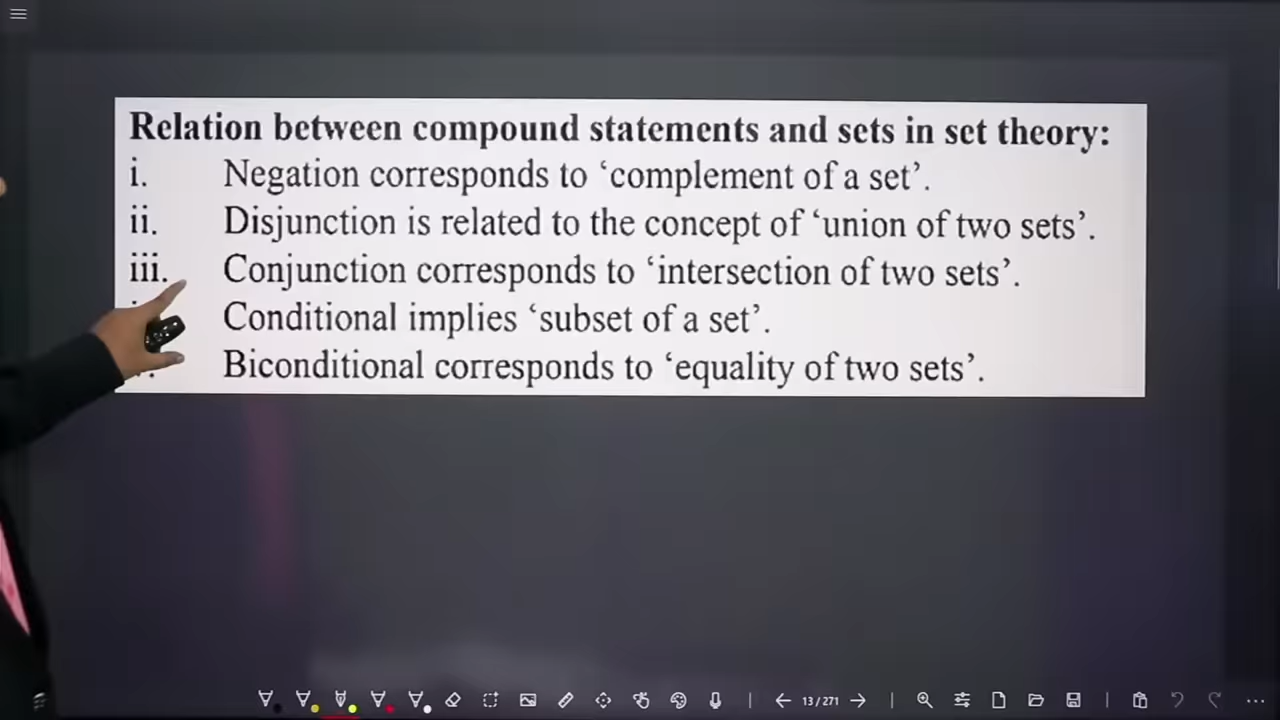 Relation between compound statements and sets in set theory:
i. Negation corresponds to ‘complement of a set’.
ii. Disjunction is related to the concept of ‘union of two sets’.
iii. Conjunction corresponds to ‘intersection of two sets’.
Conditional implies ‘subset of a set’.
Biconditional corresponds to ‘equality of two sets’.
13/271